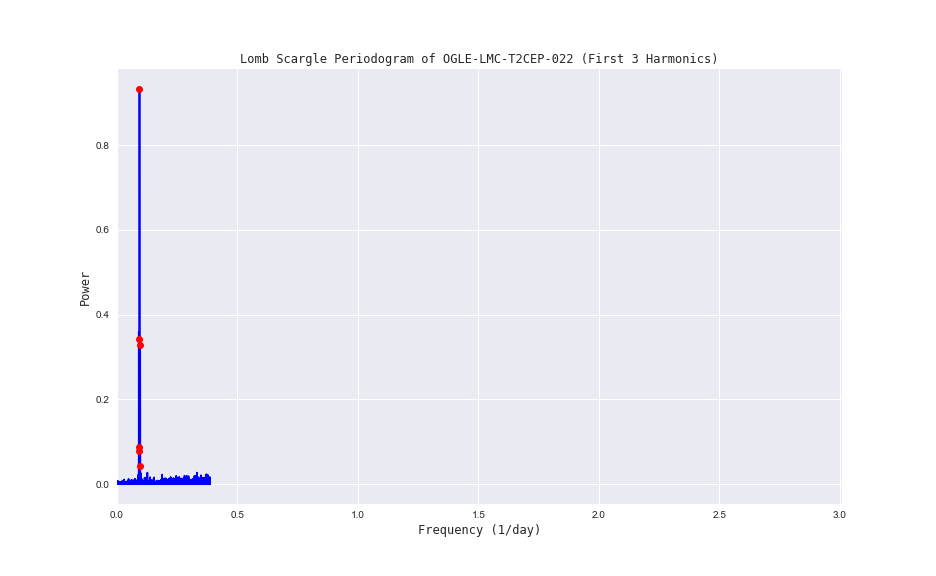 Lomb Scargle Periodogram of OGLE-LMC-T2CEP-022 (First 3 Harmonics)
0.8
0.6
0.4
0.2
0.0
Power
0.0 0.5 1.0 1.5 2.0 2.5 3.0
Frequency (1/day)